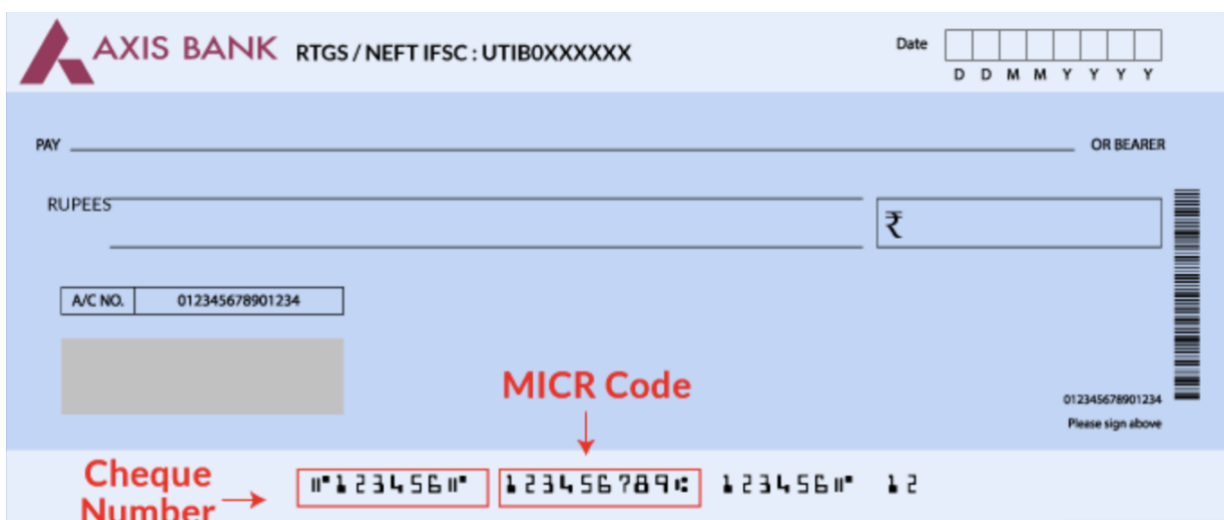 AXIS BANK RTGS / NEFT IFSC : UTIB0XXXXXX
Date
D D M M Y Y Y Y
PAY OR BEARER
RUPEES ₹
A/C NO. 012345678901234
MICR Code
012345678901234
Please sign above
Cheque
Number
⑈123456⑈ 123456789⑆ 123456⑈ 12